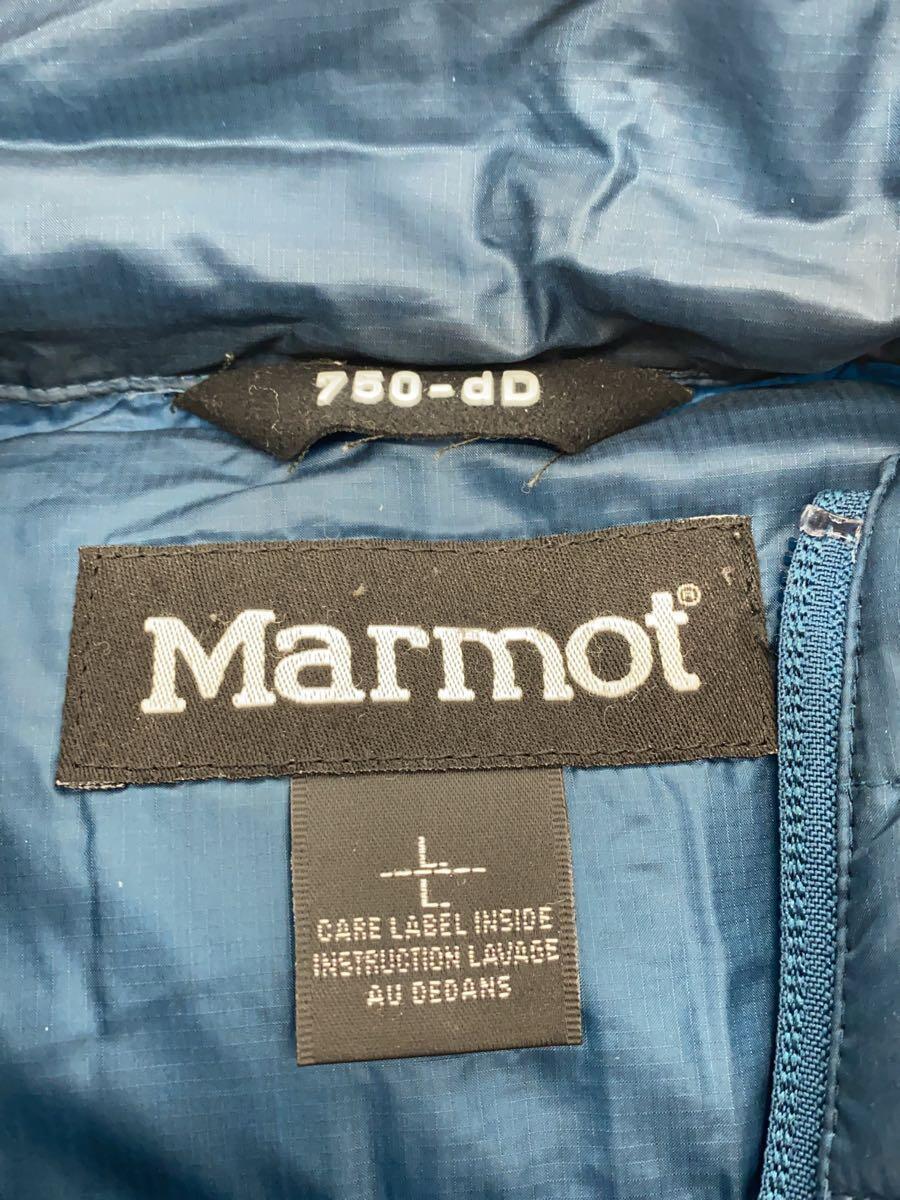 750-dD
Marmot®
L.
L.
CARE LABEL INSIDE
INSTRUCTION LAVAGE
AU DEDANS